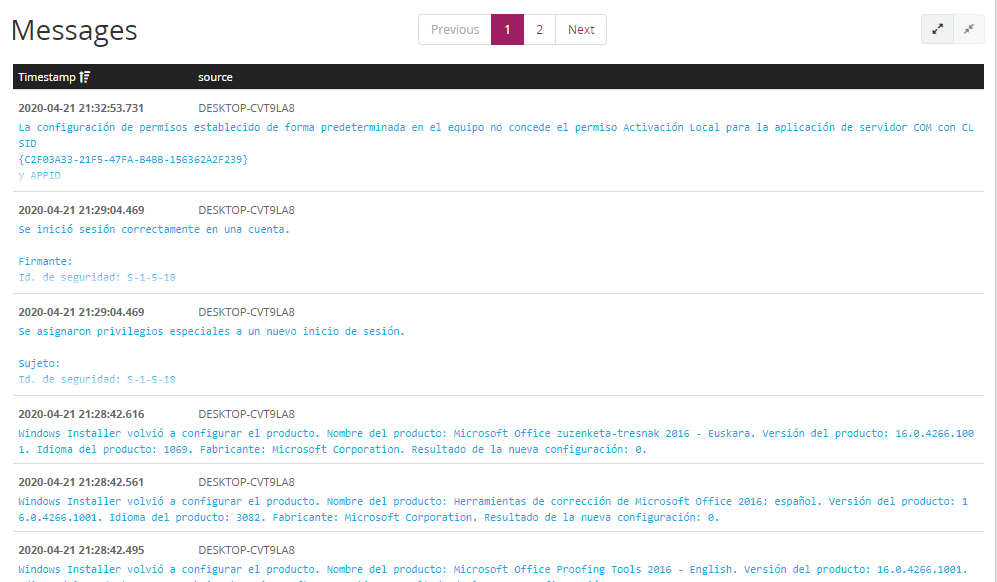 Messages
Previous 1 2 Next
Timestamp source
2020-04-21 21:32:53.731 DESKTOP-CVT9LA8
La configuración de permisos establecido de forma predeterminada en el equipo no concede el permiso Activación Local para la aplicación de servidor COM con CL
SID
{C2F03A33-21F5-47FA-B4BB-156362A2F239}
y APPID
2020-04-21 21:29:04.469 DESKTOP-CVT9LA8
Se inició sesión correctamente en una cuenta.
Firmante:
Id. de seguridad: S-1-5-18
2020-04-21 21:29:04.469 DESKTOP-CVT9LA8
Se asignaron privilegios especiales a un nuevo inicio de sesión.
Sujeto:
Id. de seguridad: S-1-5-18
2020-04-21 21:28:42.616 DESKTOP-CVT9LA8
Windows Installer volvió a configurar el producto. Nombre del producto: Microsoft Office zuzenketa-tresnak 2016 - Euskara. Versión del producto: 16.0.4266.100
1. Idioma del producto: 1069. Fabricante: Microsoft Corporation. Resultado de la nueva configuración: 0.
2020-04-21 21:28:42.561 DESKTOP-CVT9LA8
Windows Installer volvió a configurar el producto. Nombre del producto: Herramientas de corrección de Microsoft Office 2016: español. Versión del producto: 1
6.0.4266.1001. Idioma del producto: 3082. Fabricante: Microsoft Corporation. Resultado de la nueva configuración: 0.
2020-04-21 21:28:42.495 DESKTOP-CVT9LA8
Windows Installer volvió a configurar el producto. Nombre del producto: Microsoft Office Proofing Tools 2016 - English. Versión del producto: 16.0.4266.1001.